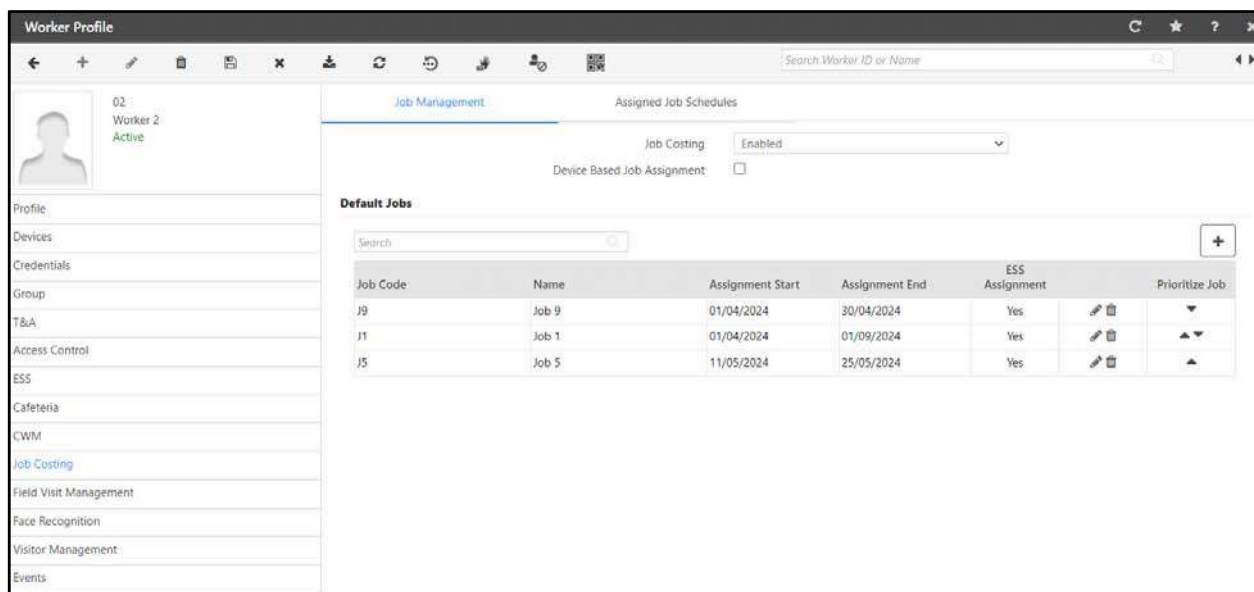 Worker Profile
?
Search Worker ID or Name
02
Worker 2
Active
Job Management
Assigned Job Schedules
Job Costing
Enabled
Device Based Job Assignment
Default Jobs
Search
Job Code Name Assignment Start Assignment End ESS Assignment Prioritize Job
J9 Job 9 01/04/2024 30/04/2024 Yes
J1 Job 1 01/04/2024 01/09/2024 Yes
J5 Job 5 11/05/2024 25/05/2024 Yes
Profile
Devices
Credentials
Group
T&A
Access Control
ESS
Cafeteria
CWM
Job Costing
Field Visit Management
Face Recognition
Visitor Management
Events